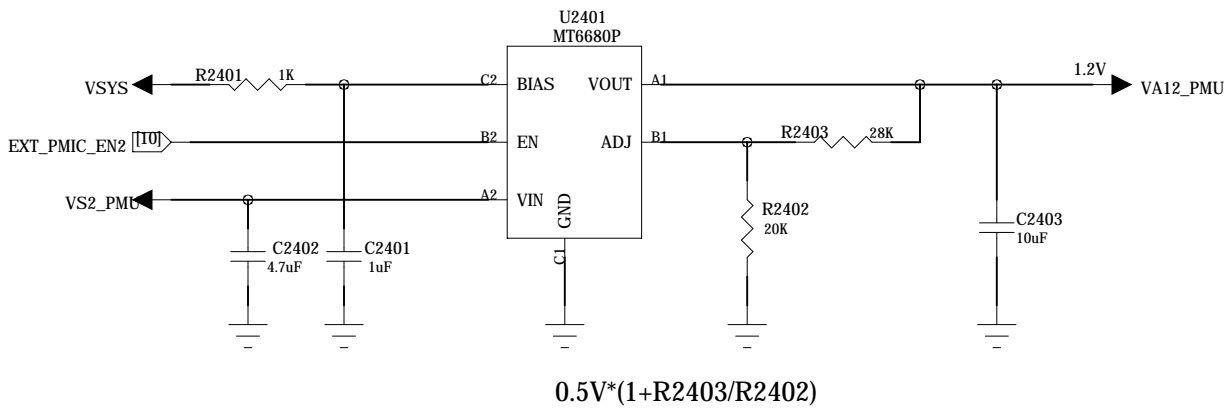 U2401
MT6680P
VSYS
R2401
1K
C2
BIAS
VOUT
A1
1.2V
VA12_PMU
EXT_PMIC_EN2
[10]
B2
EN
ADJ
B1
R2403
28K
VS2_PMU
A2
VIN
GND
C1
C2402
4.7uF
C2401
1uF
R2402
20K
C2403
10uF
0.5V*(1+R2403/R2402)